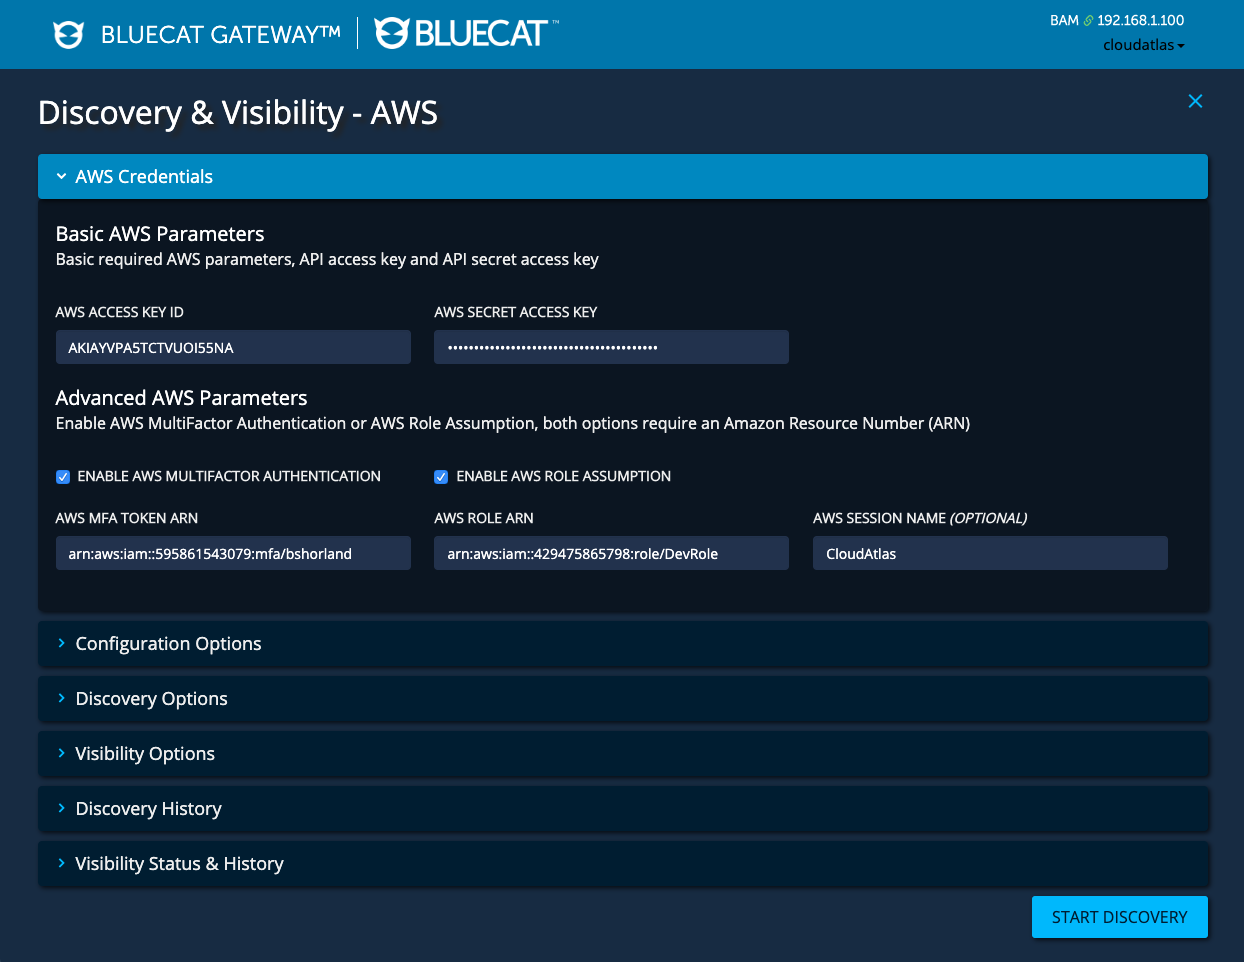 BLUECAT GATEWAY™ BLUECAT™
BAM 192.168.1.100
cloudatlas
Discovery & Visibility - AWS
AWS Credentials
Basic AWS Parameters
Basic required AWS parameters, API access key and API secret access key
AWS ACCESS KEY ID
AWS SECRET ACCESS KEY
AKIAYVPA5TCTVUOI55NA
••••••••••••••••••••••••••••••••••••••••
Advanced AWS Parameters
Enable AWS MultiFactor Authentication or AWS Role Assumption, both options require an Amazon Resource Number (ARN)
ENABLE AWS MULTIFACTOR AUTHENTICATION
ENABLE AWS ROLE ASSUMPTION
AWS MFA TOKEN ARN
AWS ROLE ARN
AWS SESSION NAME (OPTIONAL)
arn:aws:iam::595861543079:mfa/bshorland
arn:aws:iam::429475865798:role/DevRole
CloudAtlas
Configuration Options
Discovery Options
Visibility Options
Discovery History
Visibility Status & History
START DISCOVERY